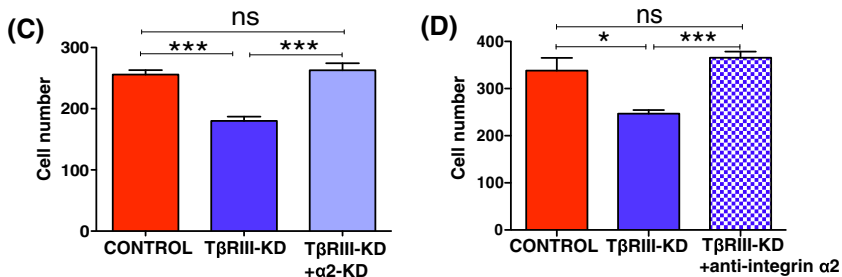 (C)
ns
***
***
Cell number
300
200
100
0
CONTROL
TβRIII-KD
TβRIII-KD
+α2-KD
(D)
ns
*
***
Cell number
400
300
200
100
0
CONTROL
TβRIII-KD
TβRIII-KD
+anti-integrin α2